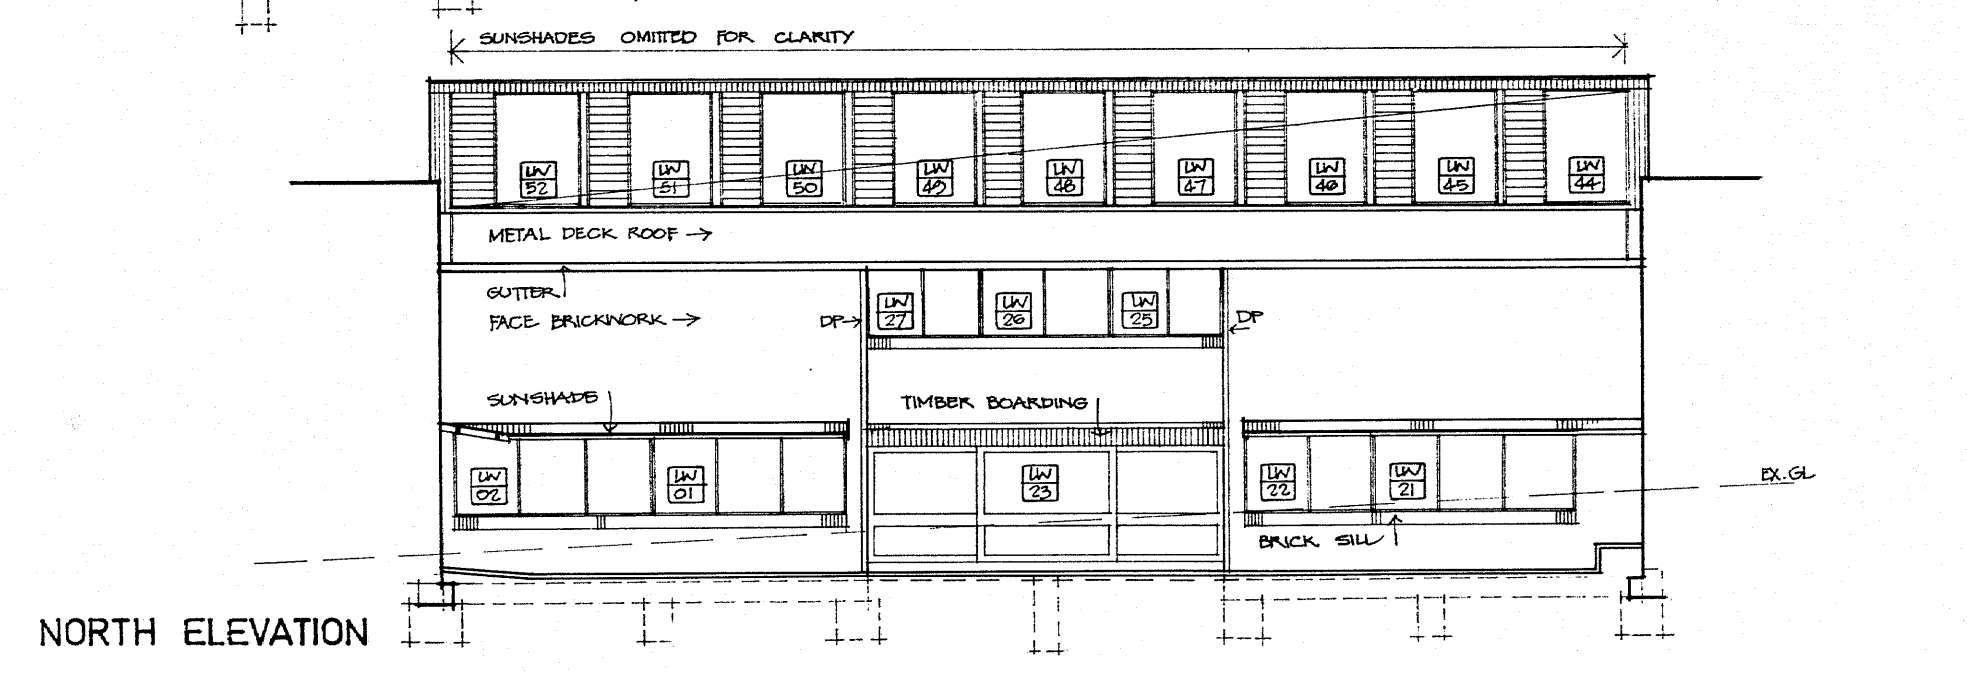 SUNSHADES OMITTED FOR CLARITY
LW 52
LW 51
LW 50
LW 49
LW 48
LW 47
LW 46
LW 45
LW 44
METAL DECK ROOF
GUTTER
FACE BRICKWORK
DP
LW 27
LW 26
LW 25
DP
SUNSHADE
TIMBER BOARDING
LW 02
LW 01
LW 23
LW 22
LW 21
EX.GL
BRICK SILL
NORTH ELEVATION